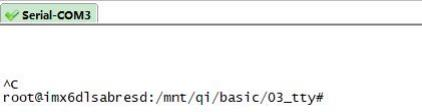 Serial-COM3
^C
root@imx6dlsabresd:/mnt/qi/basic/03_tty#